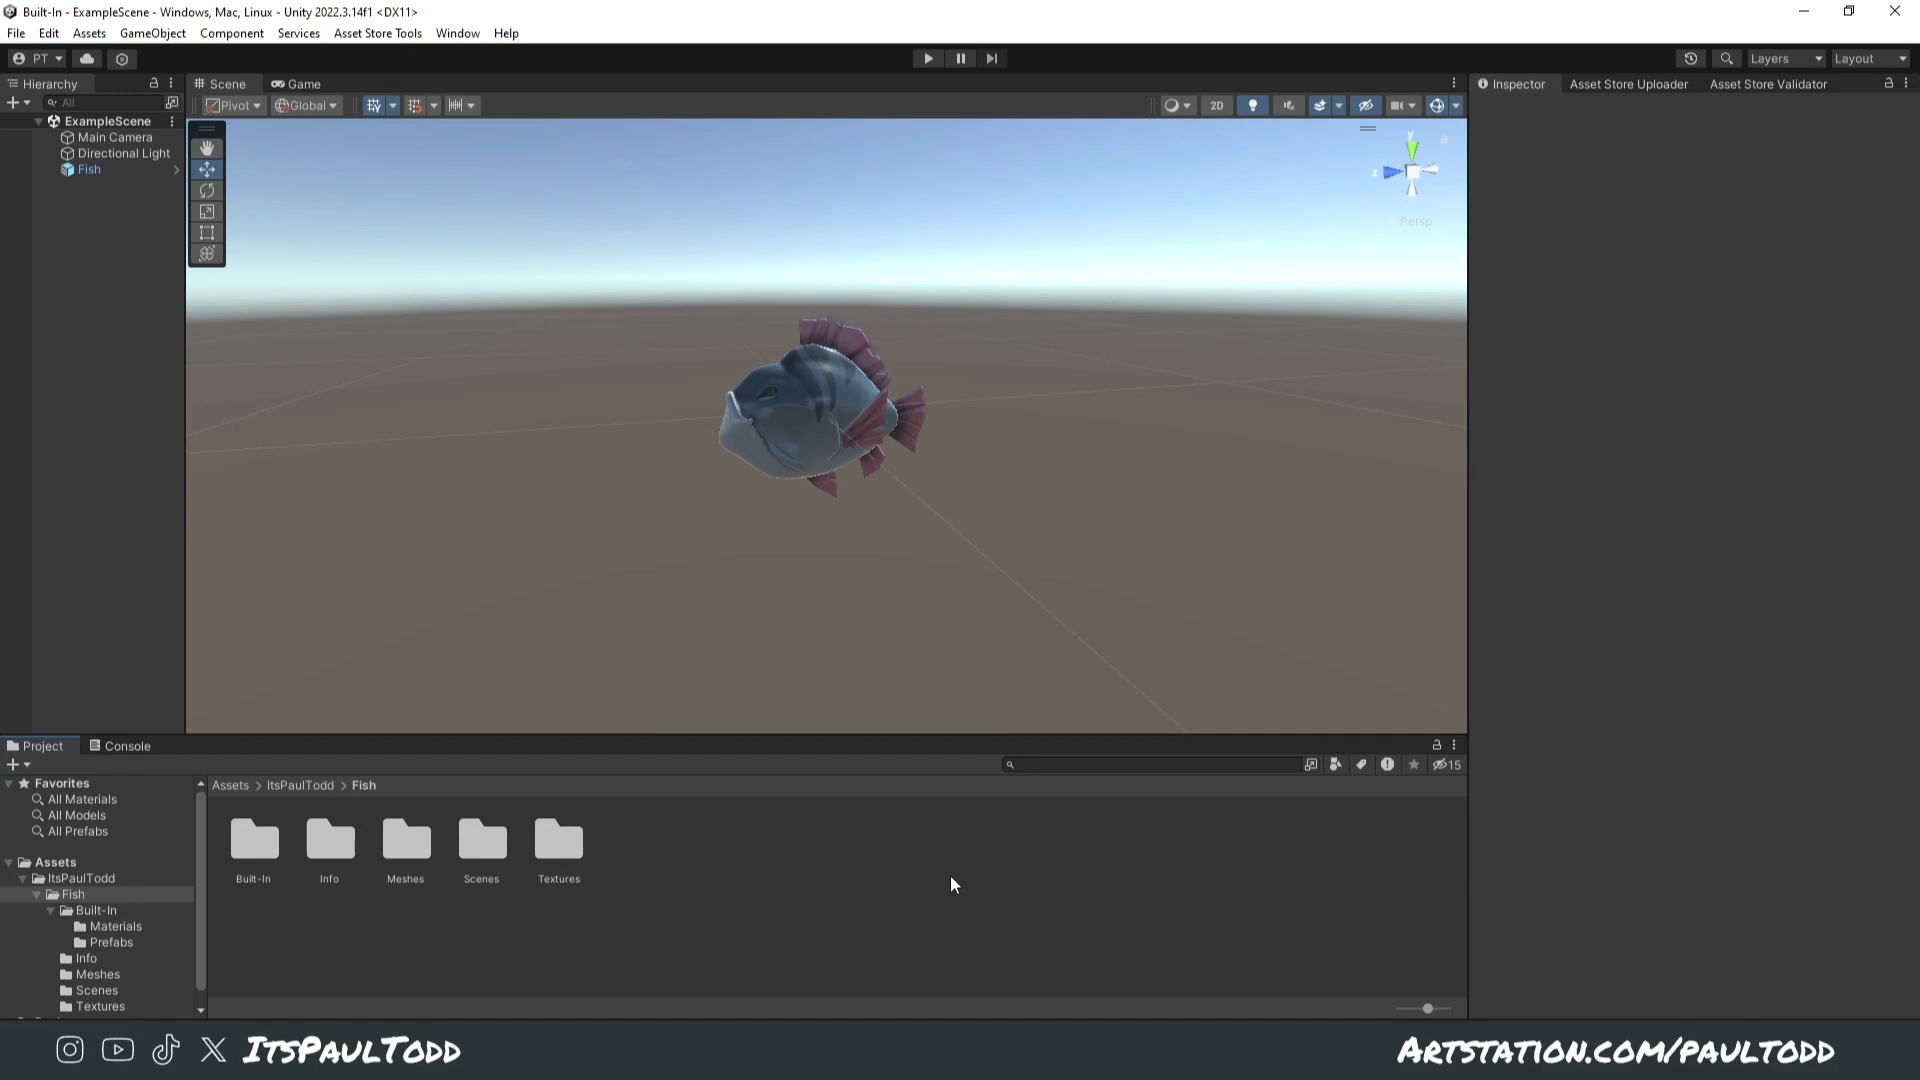 Built-In - ExampleScene - Windows, Mac, Linux - Unity 2022.3.14f1 <DX11>
File Edit Assets GameObject Component Services Asset Store Tools Window Help
PT Layers Layout
Hierarchy Scene Game Inspector Asset Store Uploader Asset Store Validator
All Pivot Global 2D
ExampleScene
Main Camera
Directional Light
Fish
y
z
Persp
Project Console
15
Favorites
All Materials
All Models
All Prefabs
Assets
ItsPaulTodd
Fish
Built-In
Materials
Prefabs
Info
Meshes
Scenes
Textures
Assets > ItsPaulTodd > Fish
Built-In Info Meshes Scenes Textures
ItsPaulTodd
Artstation.com/paultodd